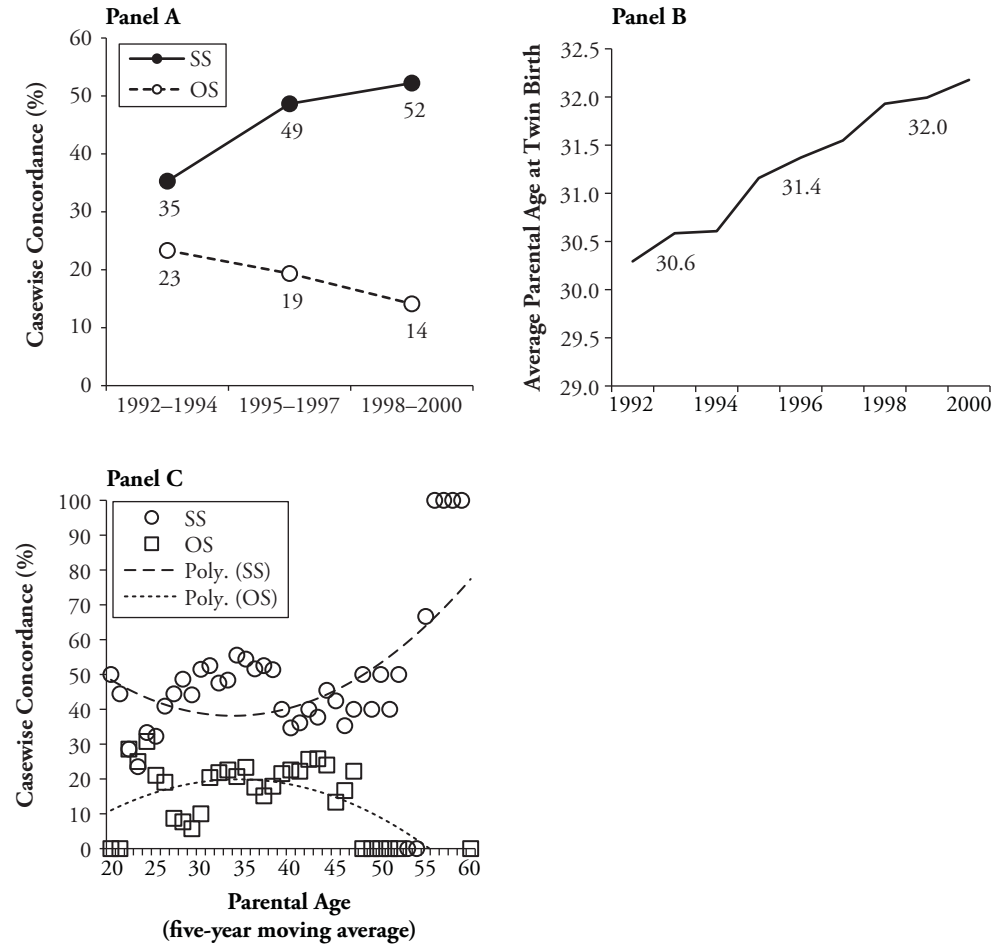 Panel A
Casewise Concordance (%)
60
50
40
30
20
10
0
SS
OS
35
49
52
23
19
14
1992–1994 1995–1997 1998–2000
Panel B
Average Parental Age at Twin Birth
32.5
32.0
31.5
31.0
30.5
30.0
29.5
29.0
30.6
31.4
32.0
1992 1994 1996 1998 2000
Panel C
Casewise Concordance (%)
100
90
80
70
60
50
40
30
20
10
0
SS
OS
Poly. (SS)
Poly. (OS)
20 25 30 35 40 45 50 55 60
Parental Age
(five-year moving average)